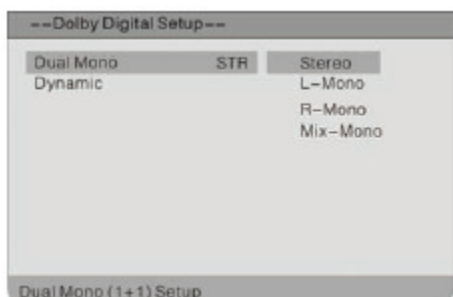 --Dolby Digital Setup--
Dual Mono STR Stereo
Dynamic L-Mono
R-Mono
Mix-Mono
Dual Mono (1+1) Setup